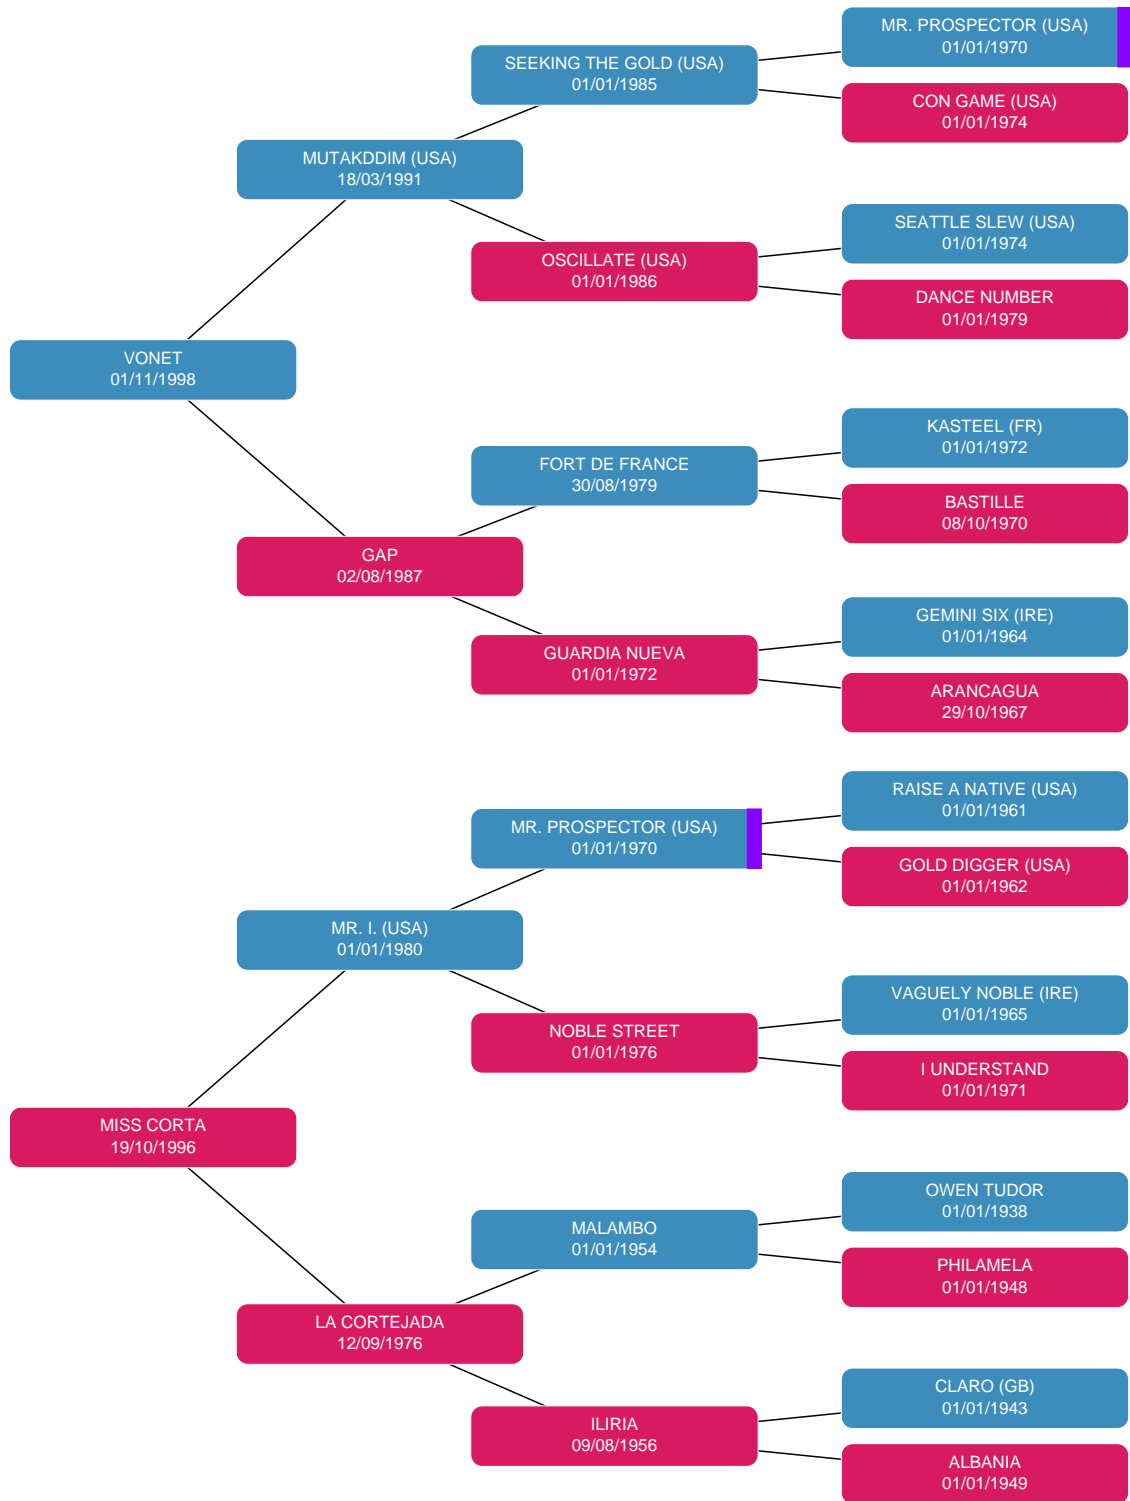 MR. PROSPECTOR (USA)
01/01/1970
SEEKING THE GOLD (USA)
01/01/1985
CON GAME (USA)
01/01/1974
MUTAKDDIM (USA)
18/03/1991
SEATTLE SLEW (USA)
01/01/1974
OSCILLATE (USA)
01/01/1986
DANCE NUMBER
01/01/1979
VONET
01/11/1998
KASTEEL (FR)
01/01/1972
FORT DE FRANCE
30/08/1979
BASTILLE
08/10/1970
GAP
02/08/1987
GEMINI SIX (IRE)
01/01/1964
GUARDIA NUEVA
01/01/1972
ARANCAGUA
29/10/1967
RAISE A NATIVE (USA)
01/01/1961
MR. PROSPECTOR (USA)
01/01/1970
GOLD DIGGER (USA)
01/01/1962
MR. I. (USA)
01/01/1980
VAGUELY NOBLE (IRE)
01/01/1965
NOBLE STREET
01/01/1976
I UNDERSTAND
01/01/1971
MISS CORTA
19/10/1996
OWEN TUDOR
01/01/1938
MALAMBO
01/01/1954
PHILAMELA
01/01/1948
LA CORTEJADA
12/09/1976
CLARO (GB)
01/01/1943
ILIRIA
09/08/1956
ALBANIA
01/01/1949